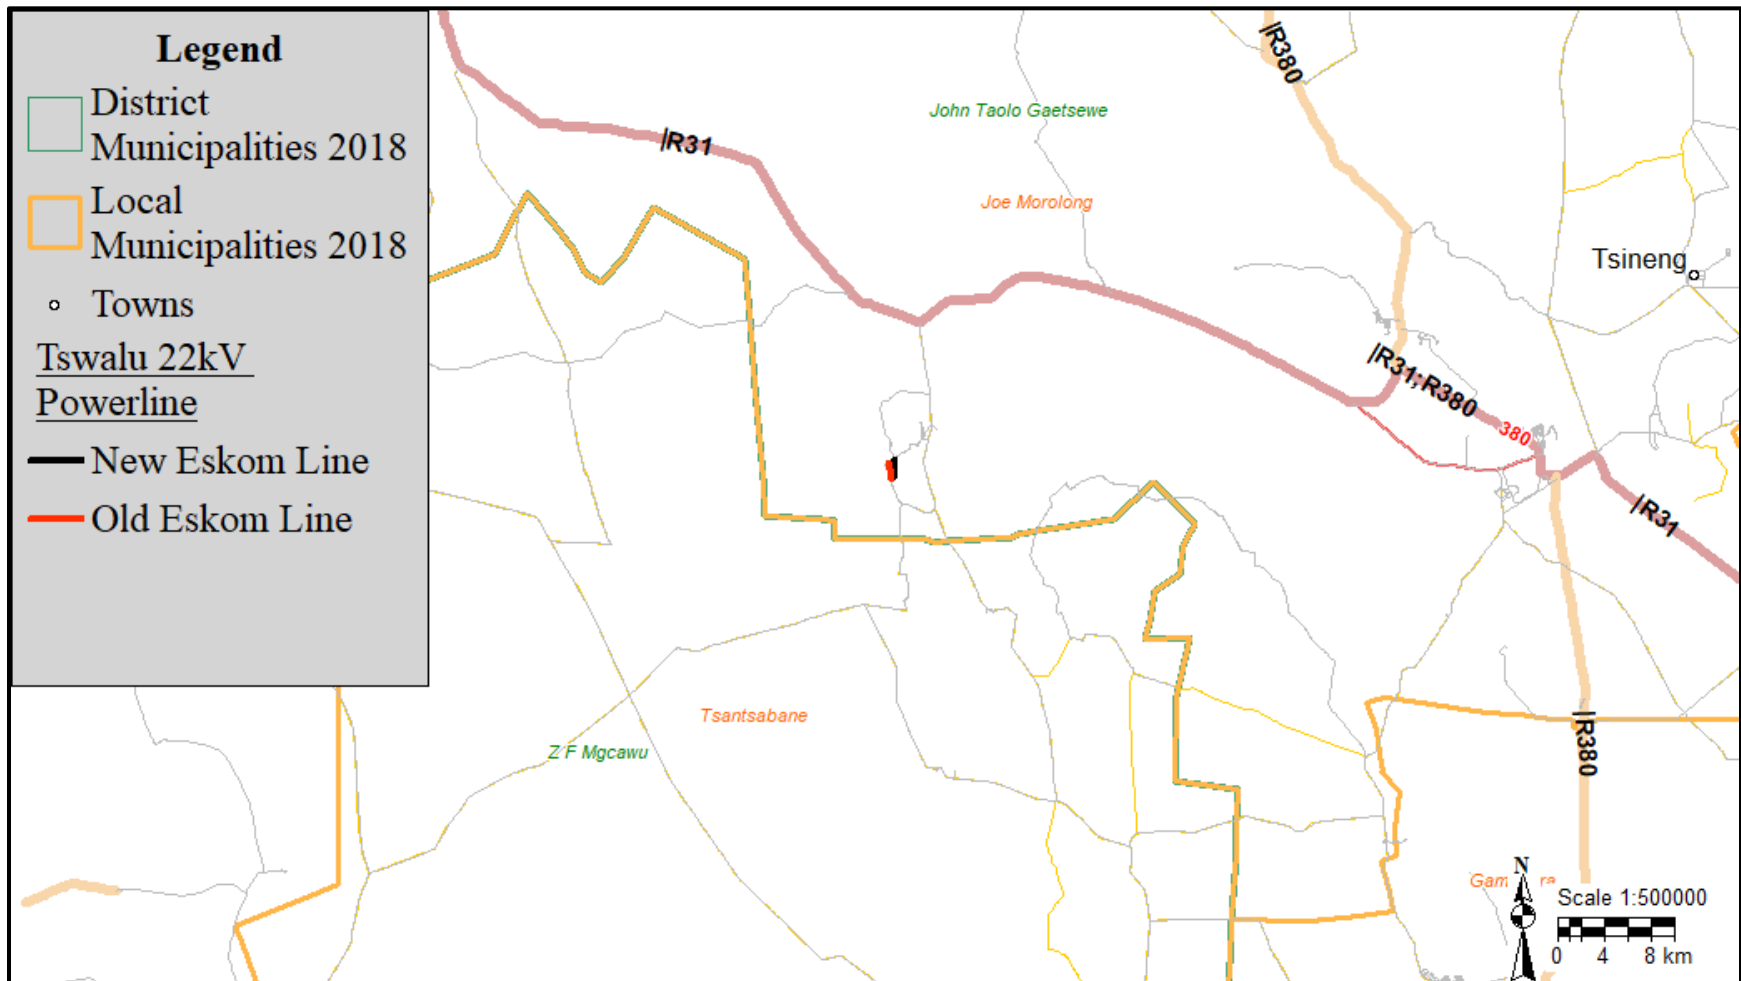 Legend
District
Municipalities 2018
Local
Municipalities 2018
Towns
Tswalu 22kV
Powerline
New Eskom Line
Old Eskom Line
R380
R31
John Taolo Gaetsewe
Joe Morolong
Tsineng
R31; R380
380
R31
Tsantsabane
Z F Mgcawu
R380
N
Scale 1:500000
0 4 8 km